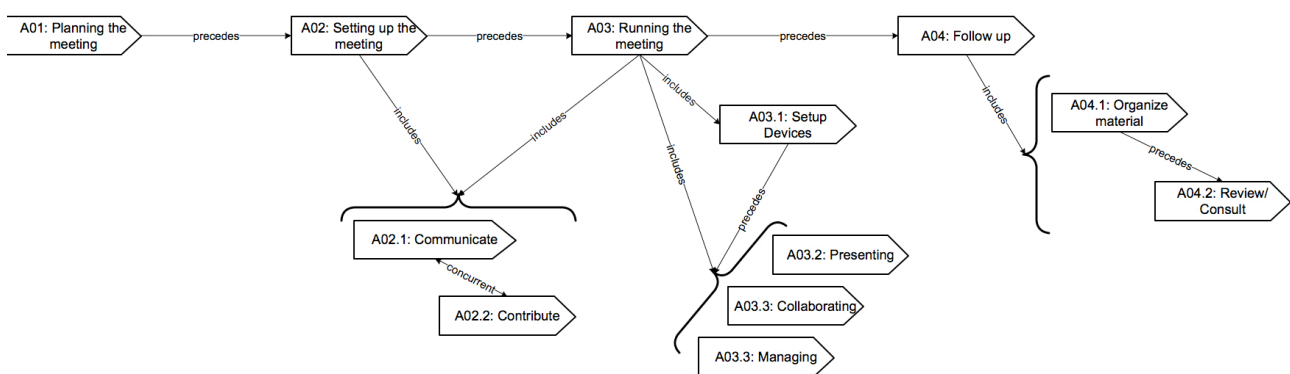 A01: Planning the
meeting
precedes
A02: Setting up the
meeting
precedes
A03: Running the
meeting
precedes
A04: Follow up
includes
includes
includes
includes
includes
A03.1: Setup
Devices
A04.1: Organize
material
precedes
A04.2: Review/
Consult
precedes
A02.1: Communicate
concurrent
A02.2: Contribute
A03.2: Presenting
A03.3: Collaborating
A03.3: Managing